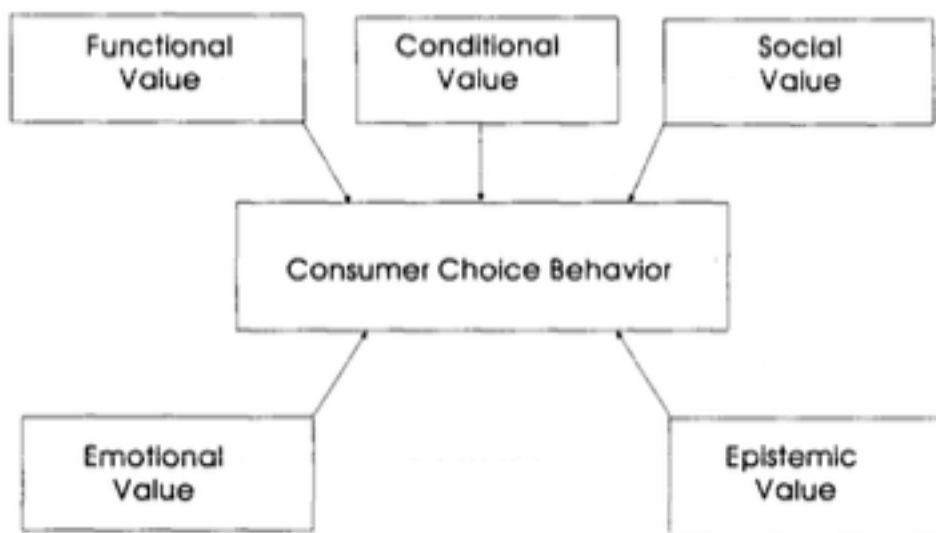 Functional
Value
Conditional
Value
Social
Value
Consumer Choice Behavior
Emotional
Value
Epistemic
Value